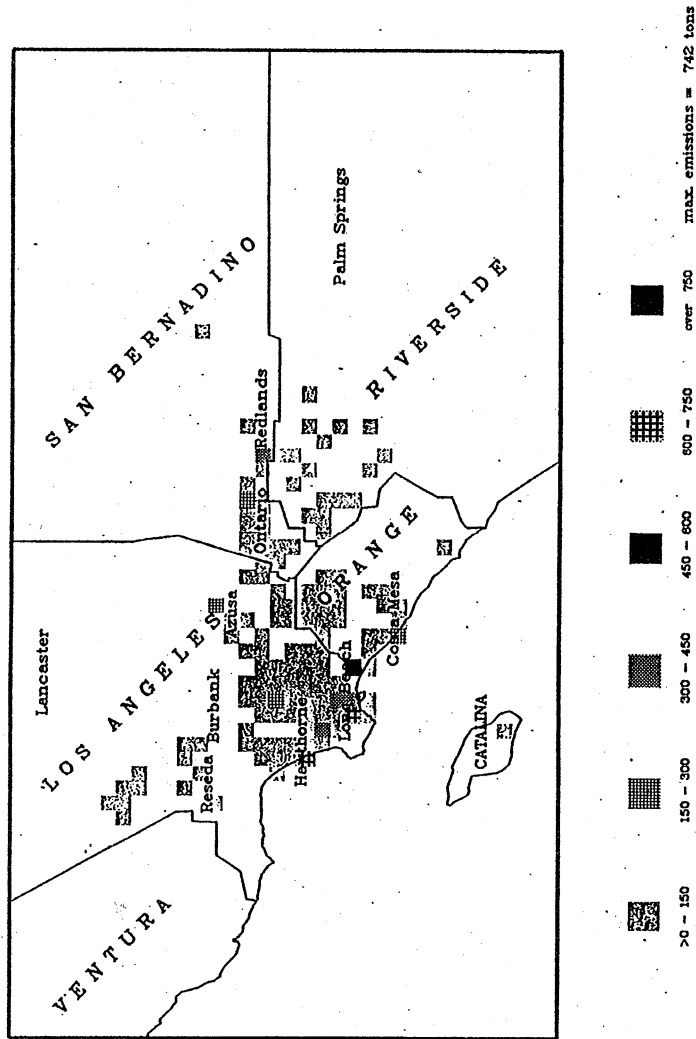 Lancaster
SAN BERNADINO
LOS ANGELES
VENTURA
Reseda
Burbank
Azusa
Ontario
Redlands
Palm Springs
Hawthorne
Long Beach
ORANGE
RIVERSIDE
Costa Mesa
CATALINA
>0 - 150
150 - 300
300 - 450
450 - 600
600 - 750
over 750
max. emissions = 742 tons